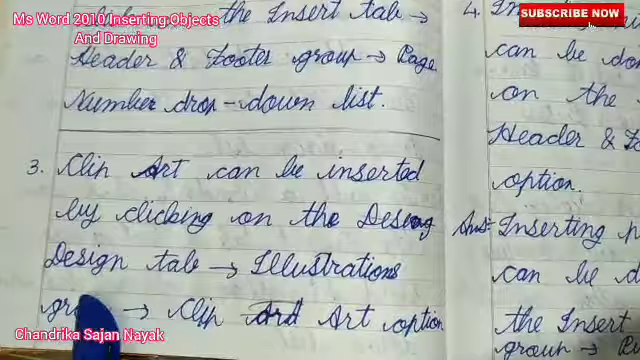 Ms Word 2010 Inserting Objects
And Drawing
SUBSCRIBE NOW
the Insert tab →
Header & Footer group → Page
Number drop-down list.
3. Clip Art can be inserted
by clicking on the Desing
Design tab → Illustrations
→ Clip Art Art option
4.
can be
on the
Header &
option.
Ans:- Inserting
can be
the Insert
group →
Chandrika Sajan Nayak